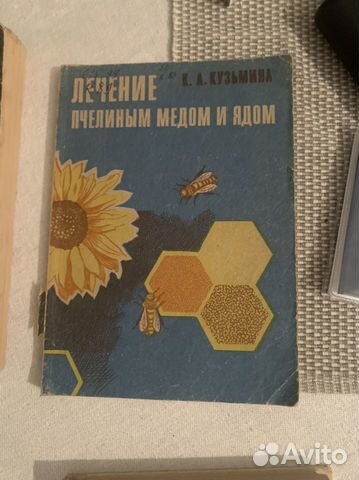 К. А. КУЗЬМИНА
ЛЕЧЕНИЕ
ПЧЕЛИНЫМ МЕДОМ И ЯДОМ
Avito